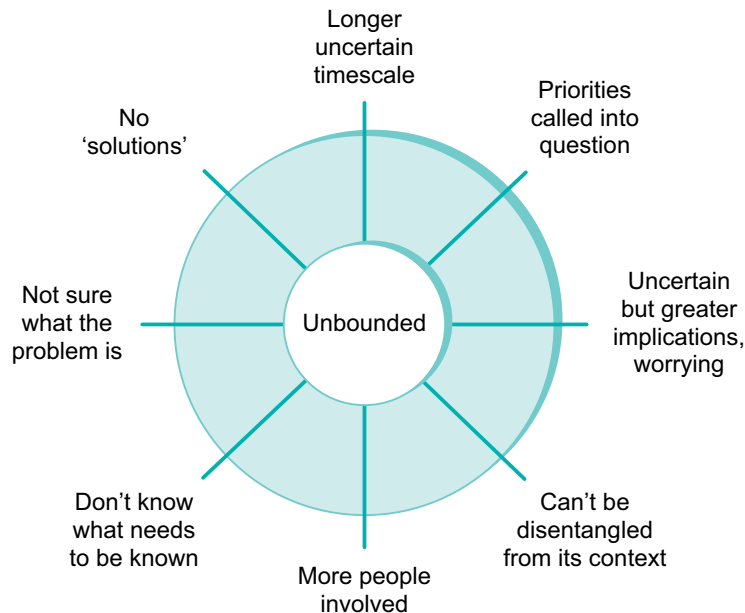 Longer
uncertain
timescale
Priorities
called into
question
Uncertain
but greater
implications,
worrying
Can’t be
disentangled
from its context
More people
involved
Don’t know
what needs
to be known
Not sure
what the
problem is
No
‘solutions’
Unbounded